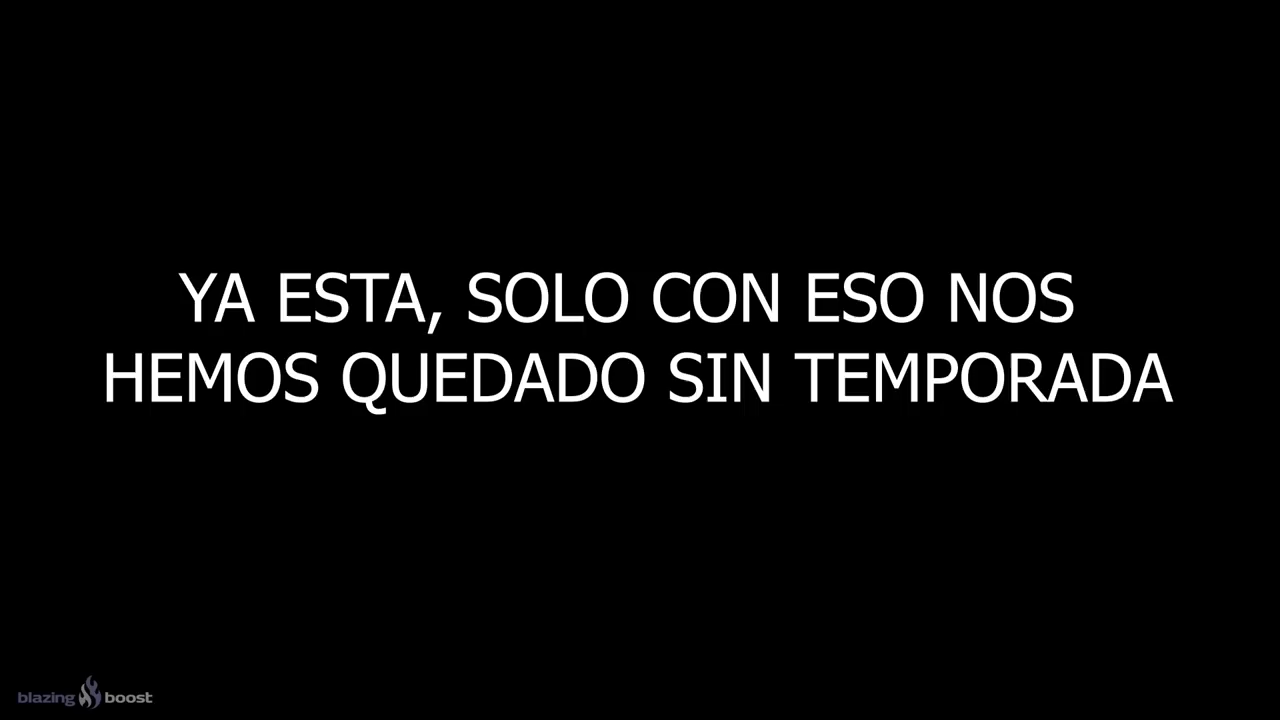 YA ESTA, SOLO CON ESO NOS
HEMOS QUEDADO SIN TEMPORADA
blazing boost